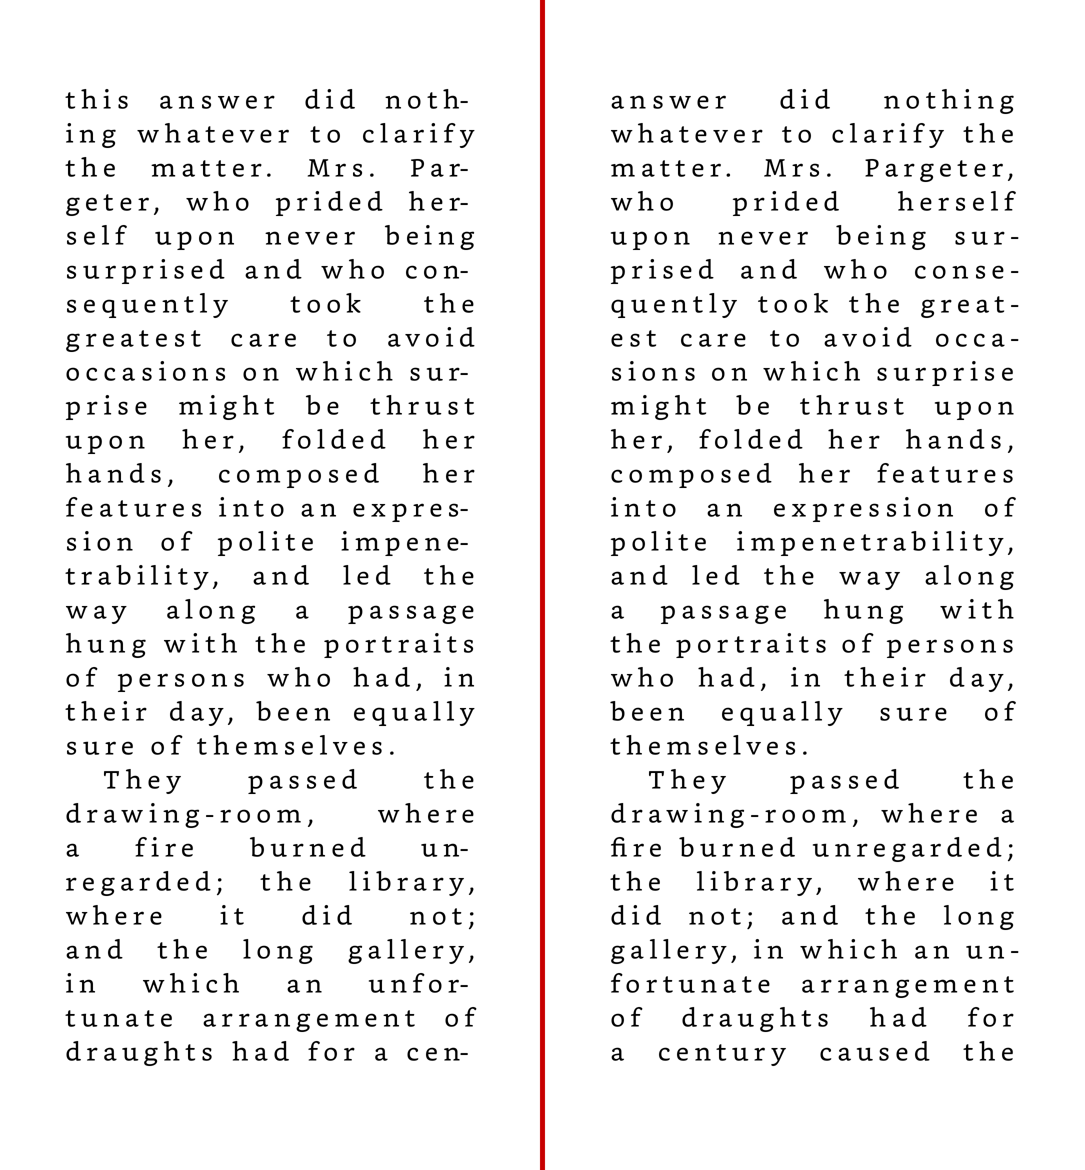 this answer did noth-
ing whatever to clarify
the matter. Mrs. Par-
geter, who prided her-
self upon never being
surprised and who con-
sequently took the
greatest care to avoid
occasions on which sur-
prise might be thrust
upon her, folded her
hands, composed her
features into an expres-
sion of polite impene-
trability, and led the
way along a passage
hung with the portraits
of persons who had, in
their day, been equally
sure of themselves.
They passed the
drawing-room, where
a fire burned un-
regarded; the library,
where it did not;
and the long gallery,
in which an unfor-
tunate arrangement of
draughts had for a cen-
answer did nothing
whatever to clarify the
matter. Mrs. Pargeter,
who prided herself
upon never being sur-
prised and who conse-
quently took the great-
est care to avoid occa-
sions on which surprise
might be thrust upon
her, folded her hands,
composed her features
into an expression of
polite impenetrability,
and led the way along
a passage hung with
the portraits of persons
who had, in their day,
been equally sure of
themselves.
They passed the
drawing-room, where a
fire burned unregarded;
the library, where it
did not; and the long
gallery, in which an un-
fortunate arrangement
of draughts had for
a century caused the